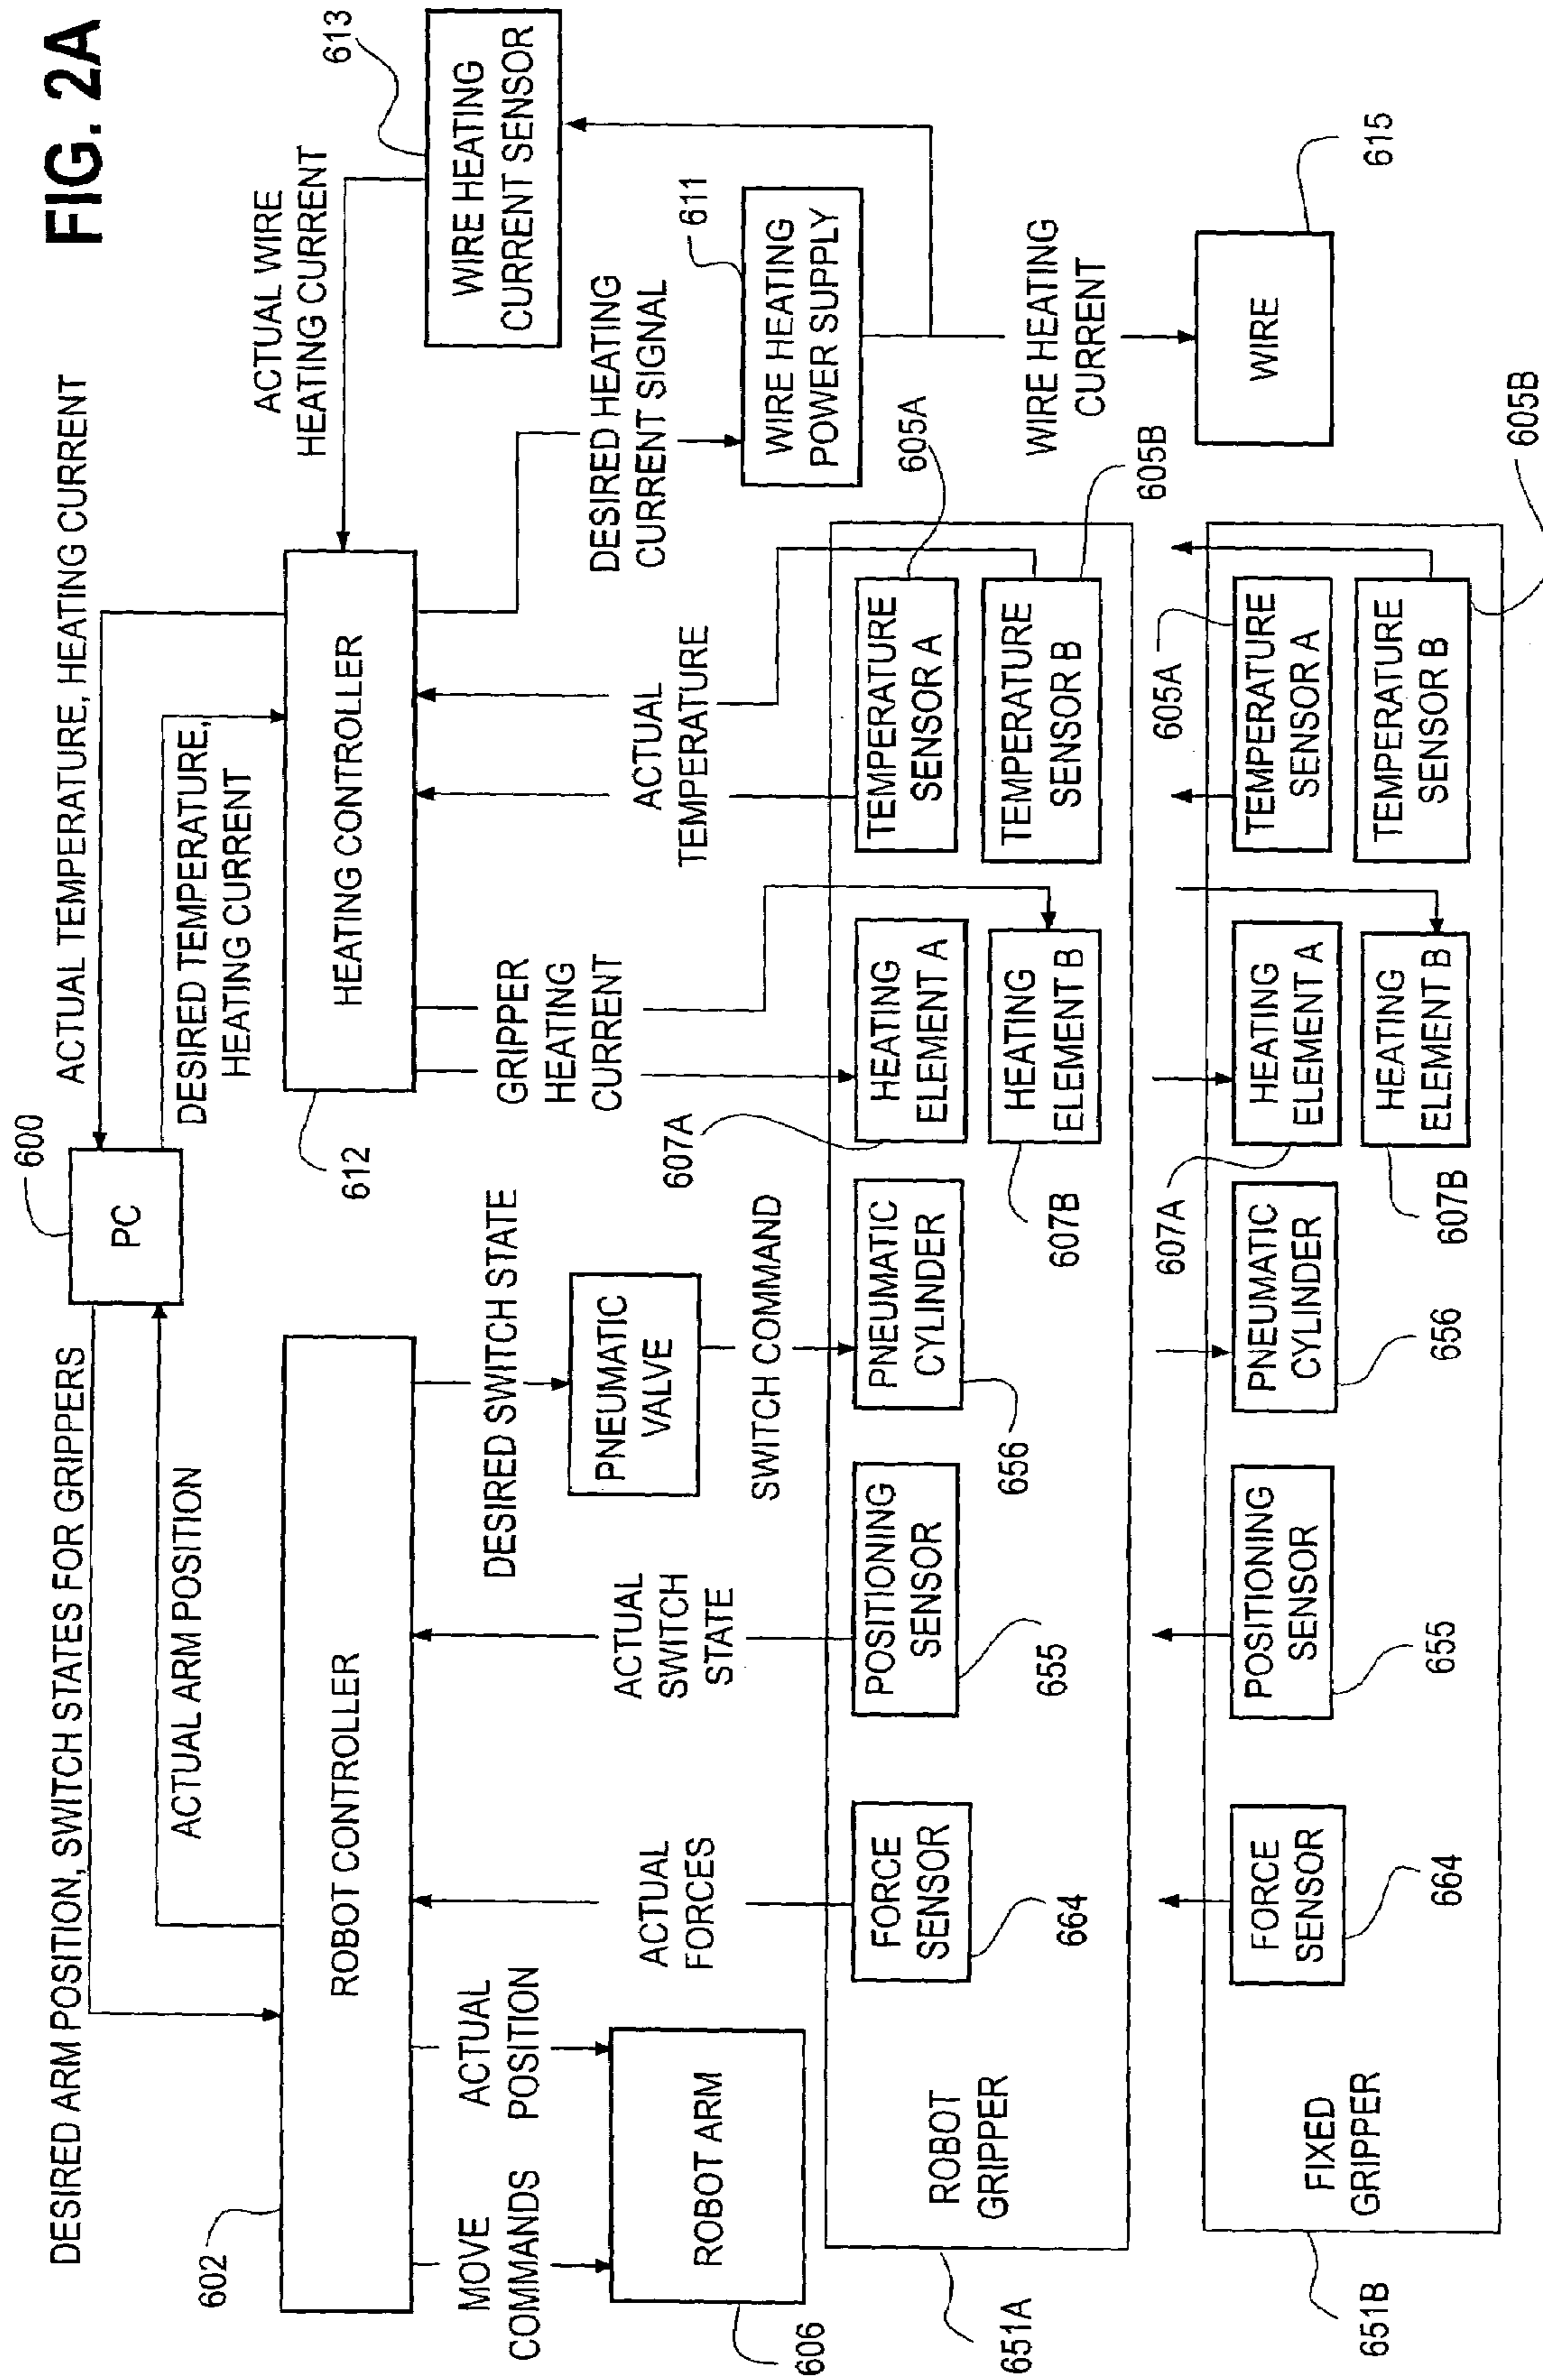 FIG. 2A
DESIRED ARM POSITION, SWITCH STATES FOR GRIPPERS
ACTUAL ARM POSITION
600
PC
ACTUAL TEMPERATURE, HEATING CURRENT
DESIRED TEMPERATURE,
HEATING CURRENT
602
ROBOT CONTROLLER
612
HEATING CONTROLLER
ACTUAL WIRE
HEATING CURRENT
613
WIRE HEATING
CURRENT SENSOR
MOVE
COMMANDS
ACTUAL
POSITION
ACTUAL
FORCES
ACTUAL
SWITCH
STATE
DESIRED SWITCH STATE
PNEUMATIC
VALVE
SWITCH COMMAND
GRIPPER
HEATING
CURRENT
ACTUAL
TEMPERATURE
DESIRED HEATING
CURRENT SIGNAL
611
WIRE HEATING
POWER SUPPLY
WIRE HEATING
CURRENT
615
WIRE
606
ROBOT ARM
651A
ROBOT
GRIPPER
FORCE
SENSOR
664
POSITIONING
SENSOR
655
PNEUMATIC
CYLINDER
656
607A
HEATING
ELEMENT A
607B
HEATING
ELEMENT B
605A
TEMPERATURE
SENSOR A
605B
TEMPERATURE
SENSOR B
651B
FIXED
GRIPPER
FORCE
SENSOR
664
POSITIONING
SENSOR
655
PNEUMATIC
CYLINDER
656
607A
HEATING
ELEMENT A
607B
HEATING
ELEMENT B
605A
TEMPERATURE
SENSOR A
605B
TEMPERATURE
SENSOR B